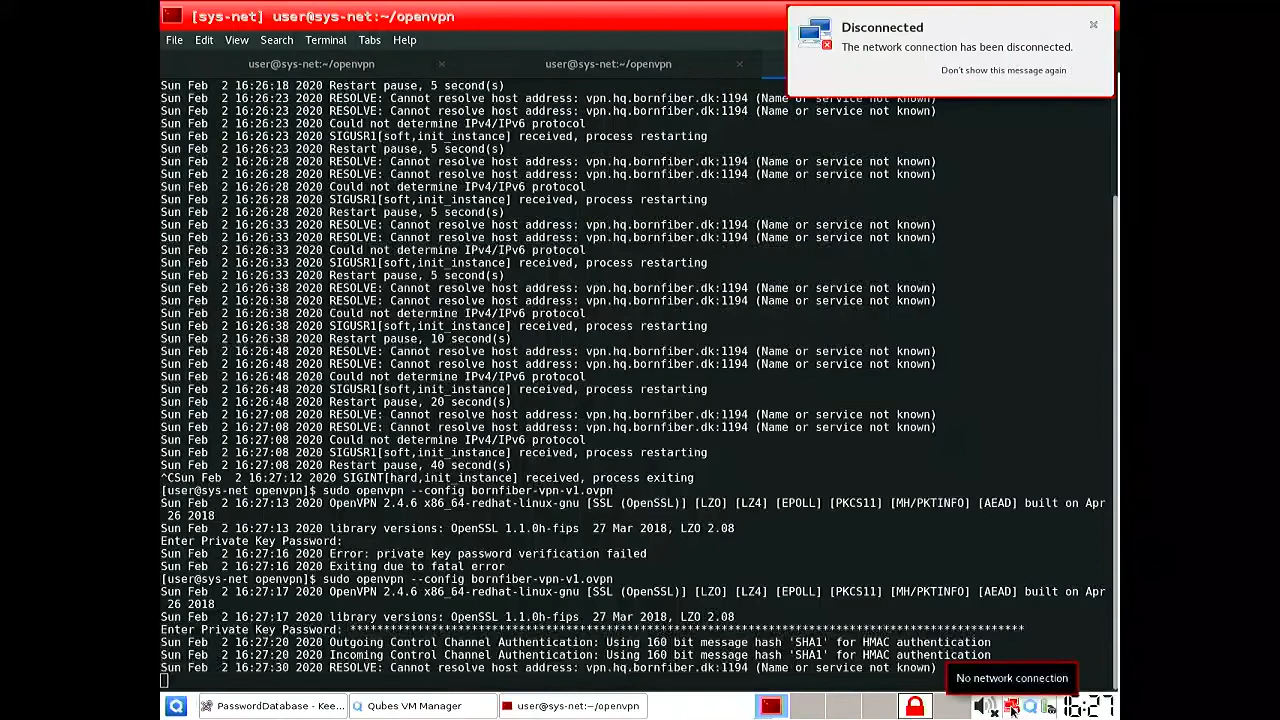 [sys-net] user@sys-net:~/openvpn
Disconnected
The network connection has been disconnected.
Don't show this message again
File Edit View Search Terminal Tabs Help
user@sys-net:~/openvpn user@sys-net:~/openvpn
Sun Feb  2 16:26:18 2020 Restart pause, 5 second(s)
Sun Feb  2 16:26:23 2020 RESOLVE: Cannot resolve host address: vpn.hq.bornfiber.dk:1194 (Name or service not known)
Sun Feb  2 16:26:23 2020 RESOLVE: Cannot resolve host address: vpn.hq.bornfiber.dk:1194 (Name or service not known)
Sun Feb  2 16:26:23 2020 Could not determine IPv4/IPv6 protocol
Sun Feb  2 16:26:23 2020 SIGUSR1[soft,init_instance] received, process restarting
Sun Feb  2 16:26:23 2020 Restart pause, 5 second(s)
Sun Feb  2 16:26:28 2020 RESOLVE: Cannot resolve host address: vpn.hq.bornfiber.dk:1194 (Name or service not known)
Sun Feb  2 16:26:28 2020 RESOLVE: Cannot resolve host address: vpn.hq.bornfiber.dk:1194 (Name or service not known)
Sun Feb  2 16:26:28 2020 Could not determine IPv4/IPv6 protocol
Sun Feb  2 16:26:28 2020 SIGUSR1[soft,init_instance] received, process restarting
Sun Feb  2 16:26:28 2020 Restart pause, 5 second(s)
Sun Feb  2 16:26:33 2020 RESOLVE: Cannot resolve host address: vpn.hq.bornfiber.dk:1194 (Name or service not known)
Sun Feb  2 16:26:33 2020 RESOLVE: Cannot resolve host address: vpn.hq.bornfiber.dk:1194 (Name or service not known)
Sun Feb  2 16:26:33 2020 Could not determine IPv4/IPv6 protocol
Sun Feb  2 16:26:33 2020 SIGUSR1[soft,init_instance] received, process restarting
Sun Feb  2 16:26:33 2020 Restart pause, 5 second(s)
Sun Feb  2 16:26:38 2020 RESOLVE: Cannot resolve host address: vpn.hq.bornfiber.dk:1194 (Name or service not known)
Sun Feb  2 16:26:38 2020 RESOLVE: Cannot resolve host address: vpn.hq.bornfiber.dk:1194 (Name or service not known)
Sun Feb  2 16:26:38 2020 Could not determine IPv4/IPv6 protocol
Sun Feb  2 16:26:38 2020 SIGUSR1[soft,init_instance] received, process restarting
Sun Feb  2 16:26:38 2020 Restart pause, 10 second(s)
Sun Feb  2 16:26:48 2020 RESOLVE: Cannot resolve host address: vpn.hq.bornfiber.dk:1194 (Name or service not known)
Sun Feb  2 16:26:48 2020 RESOLVE: Cannot resolve host address: vpn.hq.bornfiber.dk:1194 (Name or service not known)
Sun Feb  2 16:26:48 2020 Could not determine IPv4/IPv6 protocol
Sun Feb  2 16:26:48 2020 SIGUSR1[soft,init_instance] received, process restarting
Sun Feb  2 16:26:48 2020 Restart pause, 20 second(s)
Sun Feb  2 16:27:08 2020 RESOLVE: Cannot resolve host address: vpn.hq.bornfiber.dk:1194 (Name or service not known)
Sun Feb  2 16:27:08 2020 RESOLVE: Cannot resolve host address: vpn.hq.bornfiber.dk:1194 (Name or service not known)
Sun Feb  2 16:27:08 2020 Could not determine IPv4/IPv6 protocol
Sun Feb  2 16:27:08 2020 SIGUSR1[soft,init_instance] received, process restarting
Sun Feb  2 16:27:08 2020 Restart pause, 40 second(s)
^CSun Feb  2 16:27:12 2020 SIGINT[hard,init_instance] received, process exiting
[user@sys-net openvpn]$ sudo openvpn --config bornfiber-vpn-v1.ovpn
Sun Feb  2 16:27:13 2020 OpenVPN 2.4.6 x86_64-redhat-linux-gnu [SSL (OpenSSL)] [LZO] [LZ4] [EPOLL] [PKCS11] [MH/PKTINFO] [AEAD] built on Apr
 26 2018
Sun Feb  2 16:27:13 2020 library versions: OpenSSL 1.1.0h-fips  27 Mar 2018, LZO 2.08
Enter Private Key Password:
Sun Feb  2 16:27:16 2020 Error: private key password verification failed
Sun Feb  2 16:27:16 2020 Exiting due to fatal error
[user@sys-net openvpn]$ sudo openvpn --config bornfiber-vpn-v1.ovpn
Sun Feb  2 16:27:17 2020 OpenVPN 2.4.6 x86_64-redhat-linux-gnu [SSL (OpenSSL)] [LZO] [LZ4] [EPOLL] [PKCS11] [MH/PKTINFO] [AEAD] built on Apr
 26 2018
Sun Feb  2 16:27:17 2020 library versions: OpenSSL 1.1.0h-fips  27 Mar 2018, LZO 2.08
Enter Private Key Password: ****************************************************************************************************
Sun Feb  2 16:27:20 2020 Outgoing Control Channel Authentication: Using 160 bit message hash 'SHA1' for HMAC authentication
Sun Feb  2 16:27:20 2020 Incoming Control Channel Authentication: Using 160 bit message hash 'SHA1' for HMAC authentication
Sun Feb  2 16:27:30 2020 RESOLVE: Cannot resolve host address: vpn.hq.bornfiber.dk:1194 (Name or service not known)
No network connection
PasswordDatabase - Kee... Qubes VM Manager user@sys-net:~/openvpn 16:27